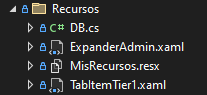 Recursos
DB.cs
ExpanderAdmin.xaml
MisRecursos.resx
TabItemTier1.xaml